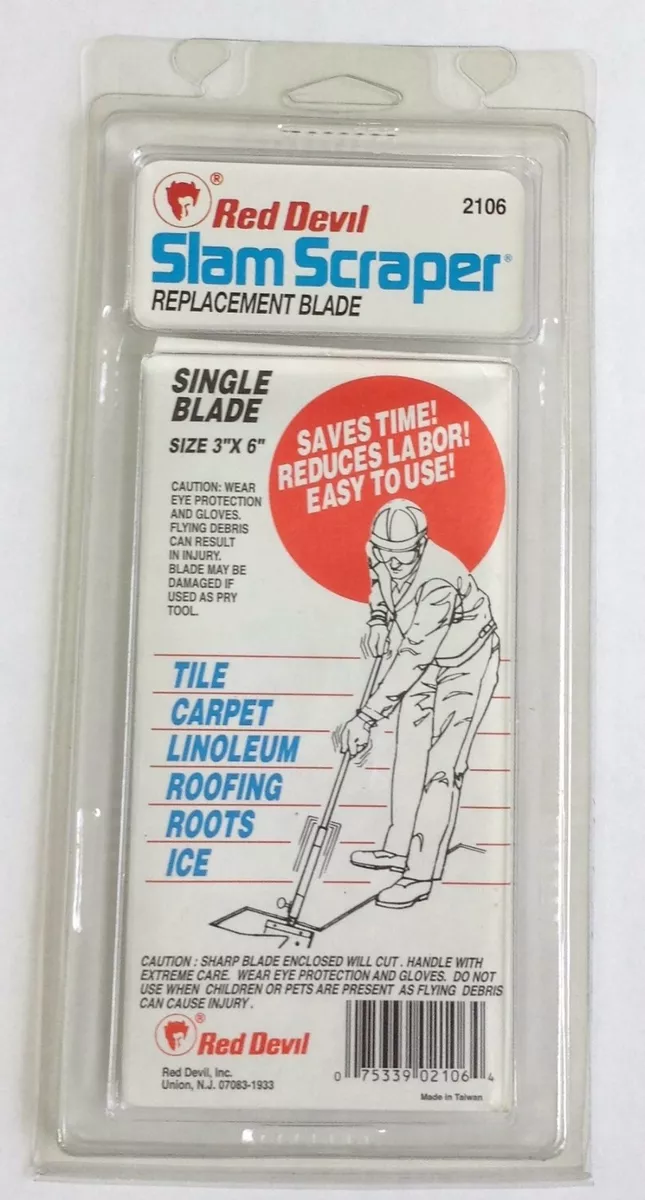 ®
Red Devil
2106
Slam Scraper®
REPLACEMENT BLADE
SINGLE
BLADE
SIZE 3"X 6"
SAVES TIME!
REDUCES LABOR!
EASY TO USE!
CAUTION: WEAR
EYE PROTECTION
AND GLOVES.
FLYING DEBRIS
CAN RESULT
IN INJURY.
BLADE MAY BE
DAMAGED IF
USED AS PRY
TOOL.
TILE
CARPET
LINOLEUM
ROOFING
ROOTS
ICE
CAUTION : SHARP BLADE ENCLOSED WILL CUT . HANDLE WITH
EXTREME CARE. WEAR EYE PROTECTION AND GLOVES. DO NOT
USE WHEN CHILDREN OR PETS ARE PRESENT AS FLYING DEBRIS
CAN CAUSE INJURY .
®
Red Devil
Red Devil, Inc.
Union, N.J. 07083-1933
0 75339 02106 4
Made in Taiwan